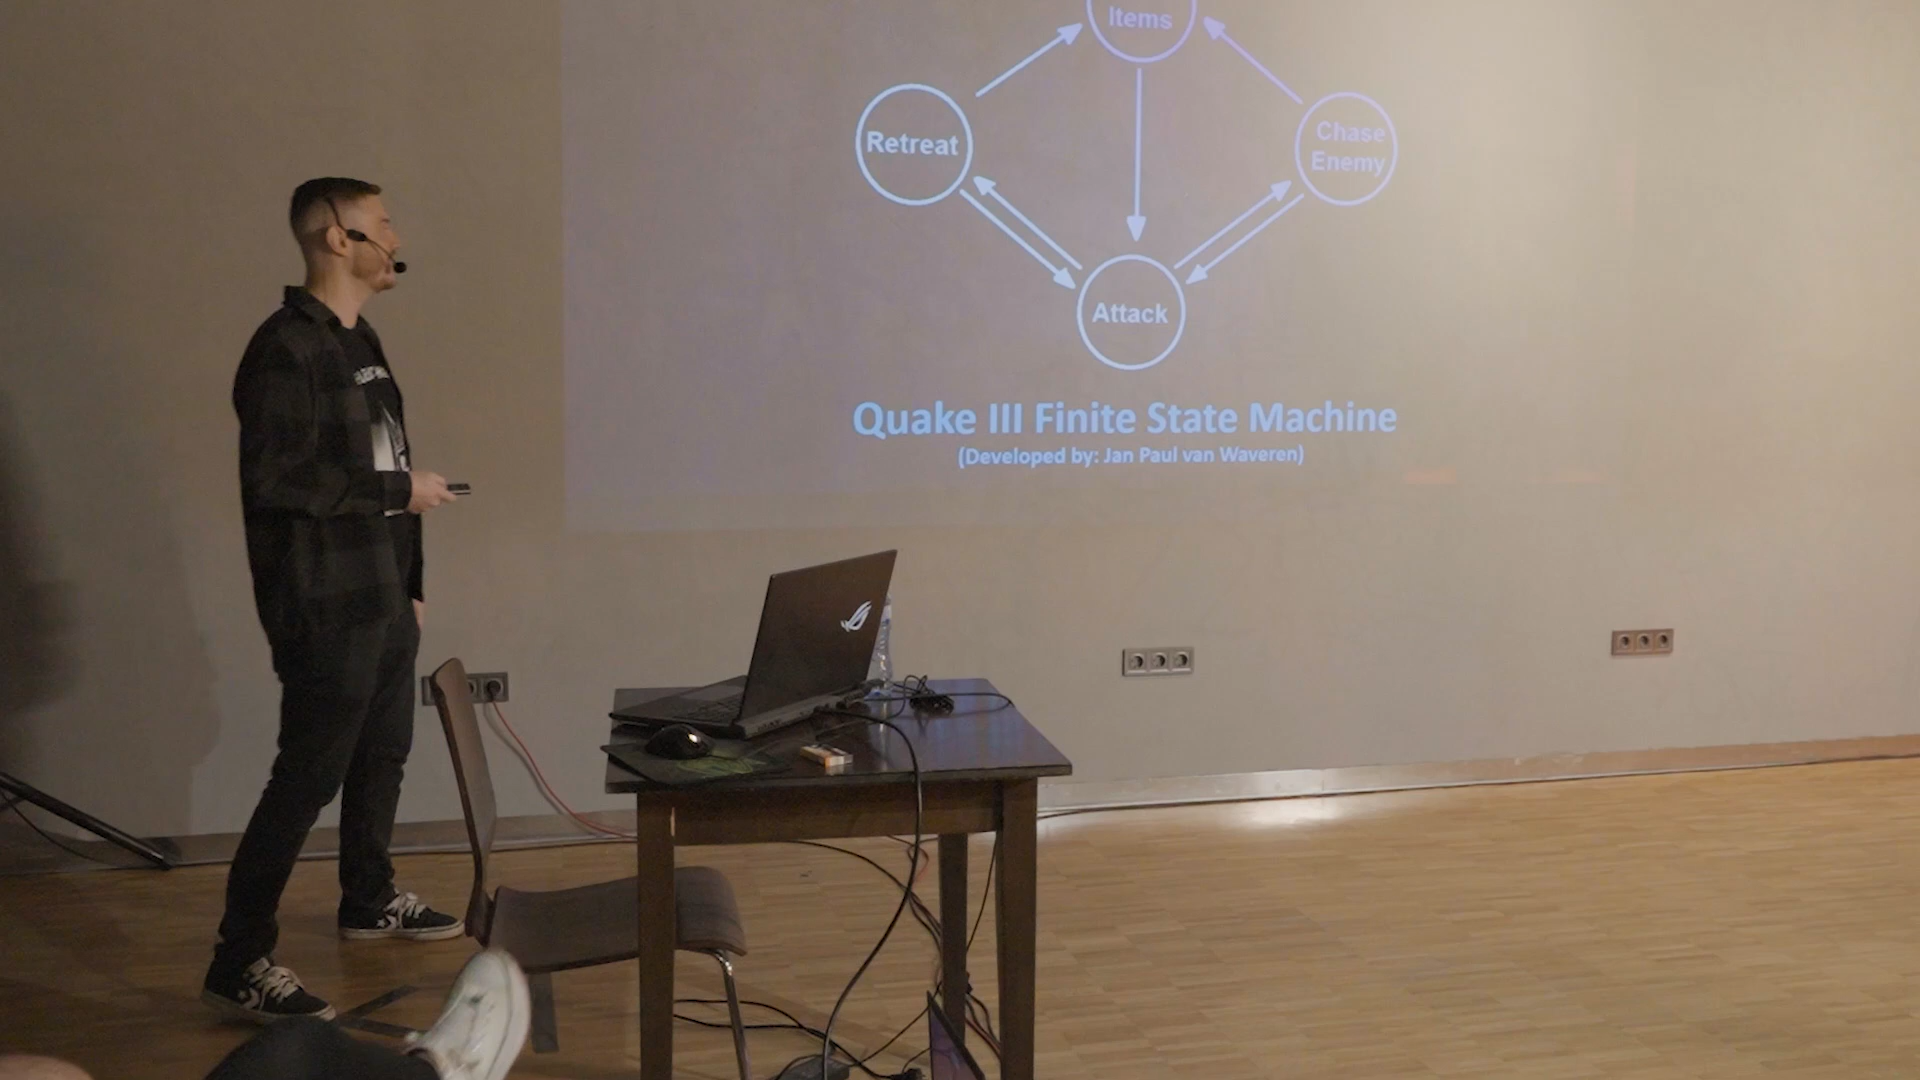 Items
Retreat
Chase
Enemy
Attack
Quake III Finite State Machine
(Developed by: Jan Paul van Waveren)